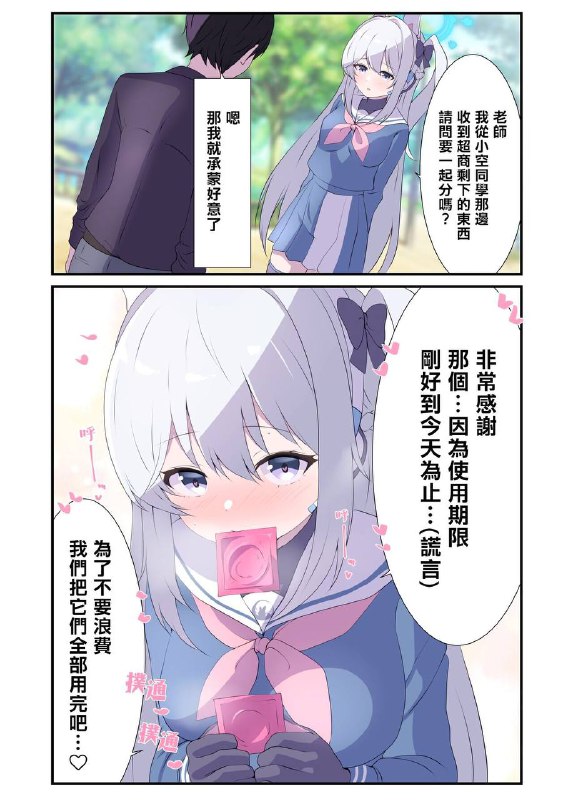 老師
我從小空同學那邊
收到超商剩下的東西
請問要一起分嗎？
嗯
那我就承蒙好意了
非常感謝
那個…因為使用期限
剛好到今天為止…(謊言)
呼──
呼──
為了不要浪費
我們把它們全部用完吧…♡
撲通
撲通